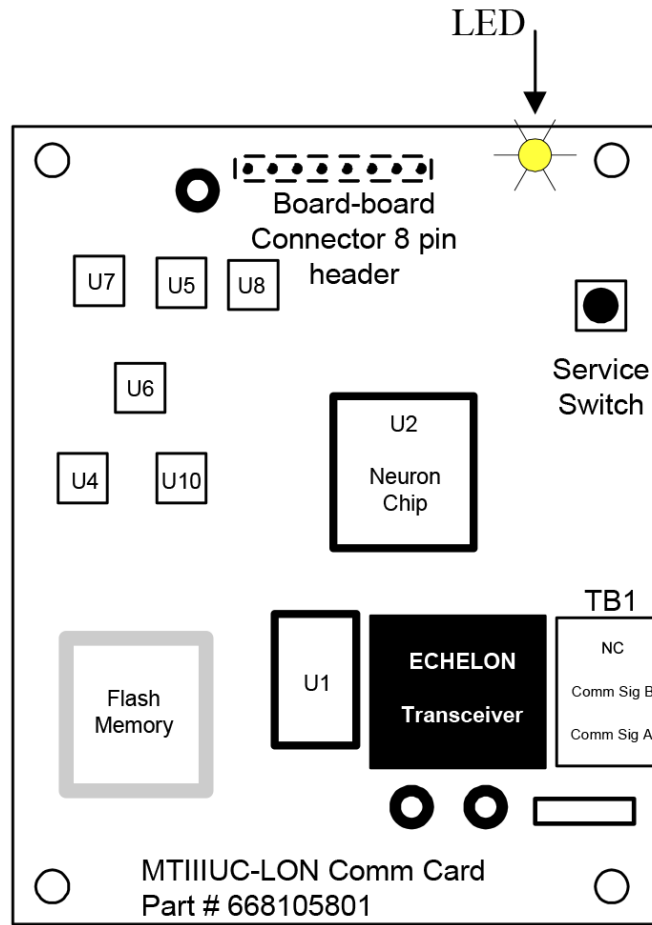 LED
Board-board
Connector 8 pin
header
U7
U5
U8
Service
Switch
U6
U2
Neuron
Chip
U4
U10
TB1
NC
Comm Sig B
Comm Sig A
ECHELON
Transceiver
U1
Flash
Memory
MTIIIUC-LON Comm Card
Part # 668105801